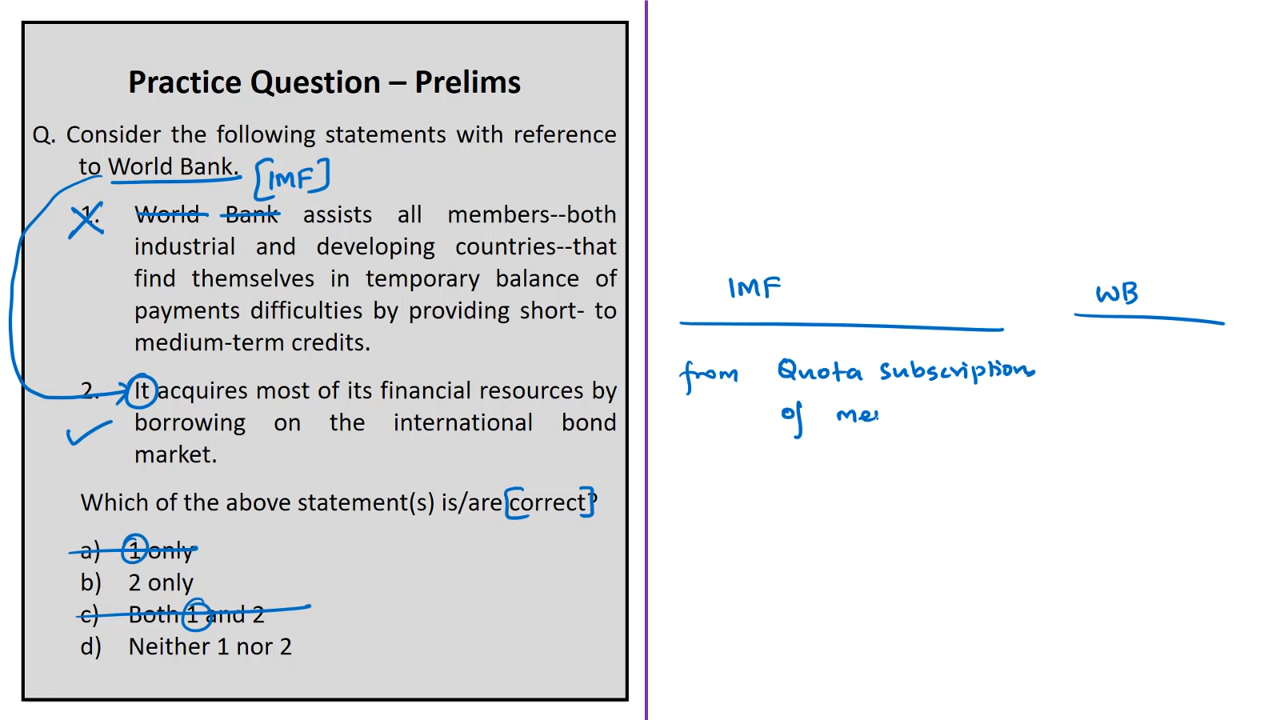 Practice Question – Prelims
Q. Consider the following statements with reference
to World Bank. [IMF]
1. World Bank assists all members--both
industrial and developing countries--that
find themselves in temporary balance of
payments difficulties by providing short- to
medium-term credits.
2. It acquires most of its financial resources by
borrowing on the international bond
market.
Which of the above statement(s) is/are [correct]?
a) 1 only
b) 2 only
c) Both 1 and 2
d) Neither 1 nor 2
IMF
WB
from Quota subscriptions
of me